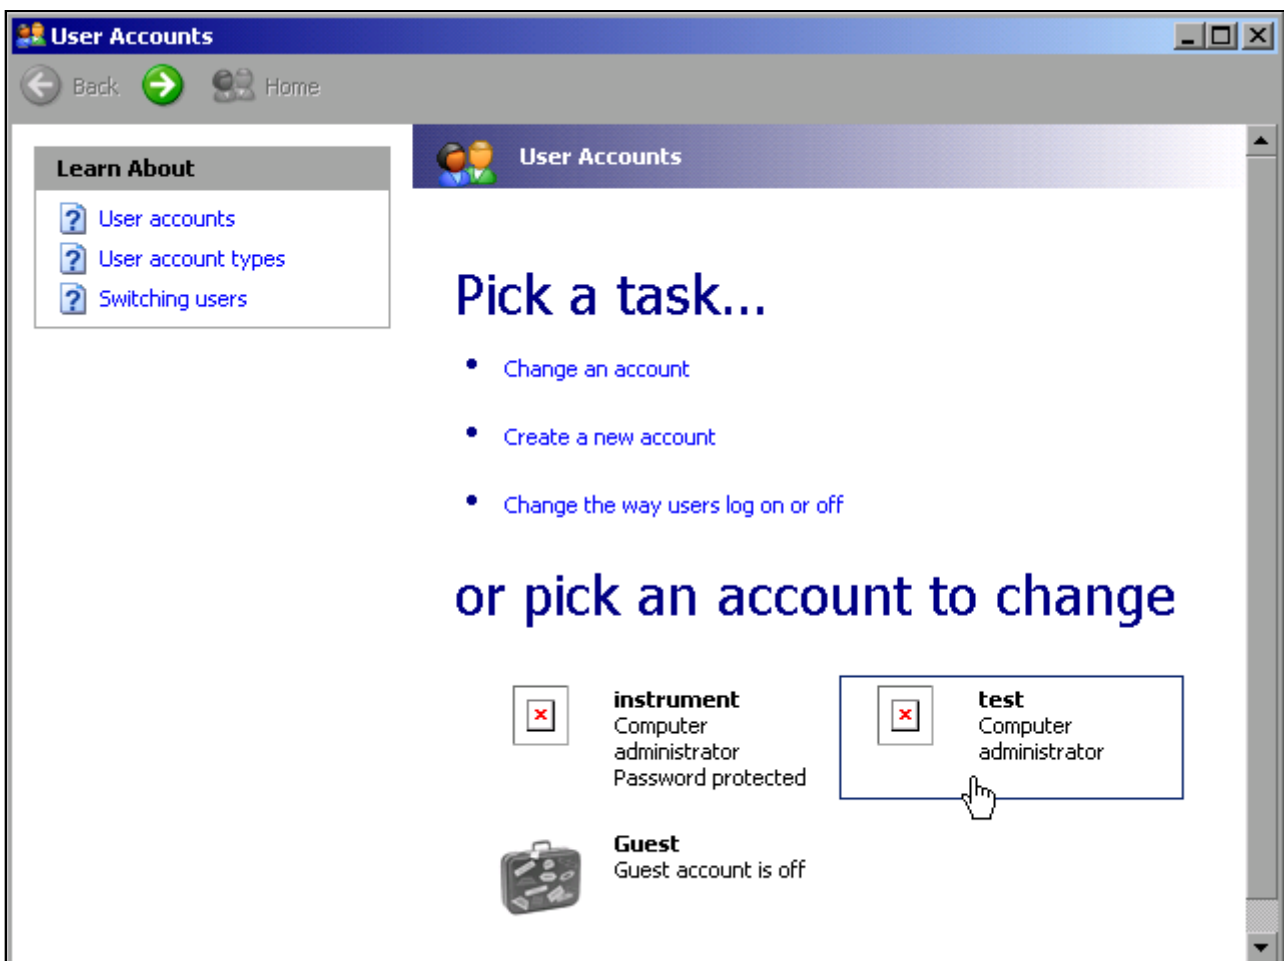 User Accounts
Back
Home
Learn About
User accounts
User account types
Switching users
User Accounts
Pick a task...
Change an account
Create a new account
Change the way users log on or off
or pick an account to change
instrument
Computer
administrator
Password protected
test
Computer
administrator
Guest
Guest account is off